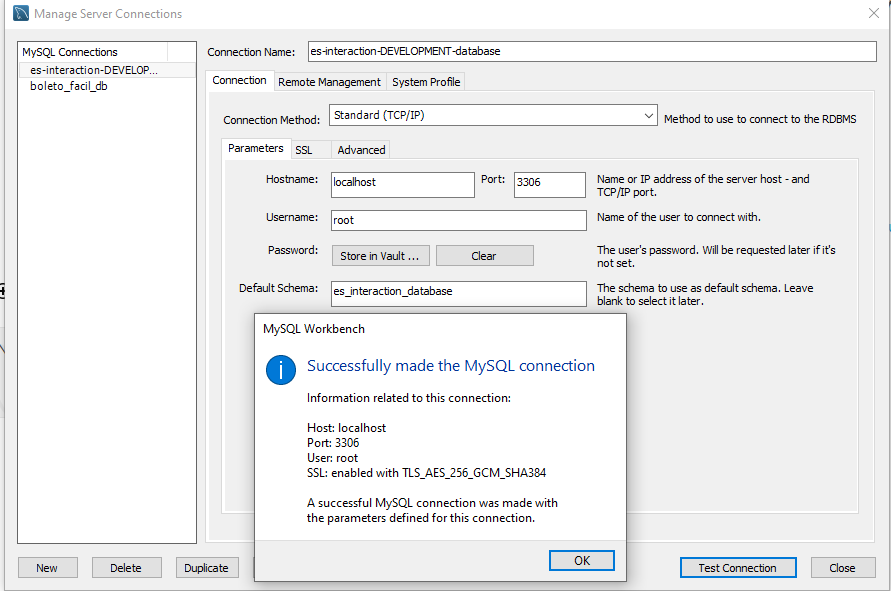 Manage Server Connections
MySQL Connections
es-interaction-DEVELOP...
boleto_facil_db
Connection Name: es-interaction-DEVELOPMENT-database
Connection Remote Management System Profile
Connection Method: Standard (TCP/IP) Method to use to connect to the RDBMS
Parameters SSL Advanced
Hostname: localhost Port: 3306 Name or IP address of the server host - and
TCP/IP port.
Username: root Name of the user to connect with.
Password: Store in Vault ... Clear The user's password. Will be requested later if it's
not set.
Default Schema: es_interaction_database The schema to use as default schema. Leave
blank to select it later.
MySQL Workbench
Successfully made the MySQL connection
Information related to this connection:
Host: localhost
Port: 3306
User: root
SSL: enabled with TLS_AES_256_GCM_SHA384
A successful MySQL connection was made with
the parameters defined for this connection.
OK
New Delete Duplicate Test Connection Close